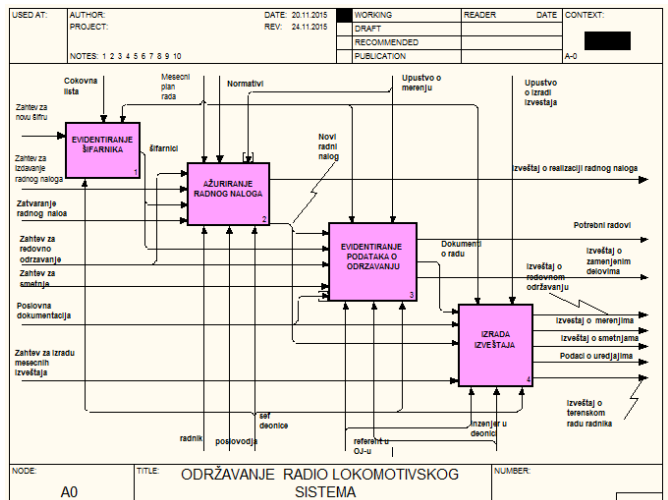 USED AT:
AUTHOR:
DATE: 20.11.2015
WORKING
READER
DATE
CONTEXT:
PROJECT:
REV: 24.11.2015
DRAFT
RECOMMENDED
NOTES: 1 2 3 4 5 6 7 8 9 10
PUBLICATION
A-0
Cokovna
lista
Mesecni
plan
rada
Normativi
Upustvo o
merenju
Upustvo
o izradi
izvestaja
Zahtev za
novu šifru
EVIDENTIRANJE
ŠIFARNIKA
1
šifarnici
Novi
radni
nalog
Zahtev za
Izdavanje
radnog naloga
AŽURIRANJE
RADNOG NALOGA
2
Izveštaj o realizaciji radnog naloga
Zatvaranje
radnog naloa
Potrebni radovi
Zahtev za
redovno
odrzavanje
EVIDENTIRANJE
PODATAKA O
ODRZAVANJU
3
Dokumenti
o radu
Izveštaj o
zamenjenim
delovima
Zahtev za
smetnje
Izveštaj o
redovnom
održavanju
Poslovna
dokumentacija
Izvestaj o merenjima
IZRADA
IZVEŠTAJA
4
Izveštaj o smetnjama
Zahtev za izradu
mesecnih
izveštaja
Podaci o uredjajima
Izveštaj o
terenskom
radu radnika
sef
deonice
inzenjer u
deonici
radnik
poslovodja
referent u
OJ-u
NODE:
TITLE:
ODRŽAVANJE RADIO LOKOMOTIVSKOG
SISTEMA
NUMBER:
A0